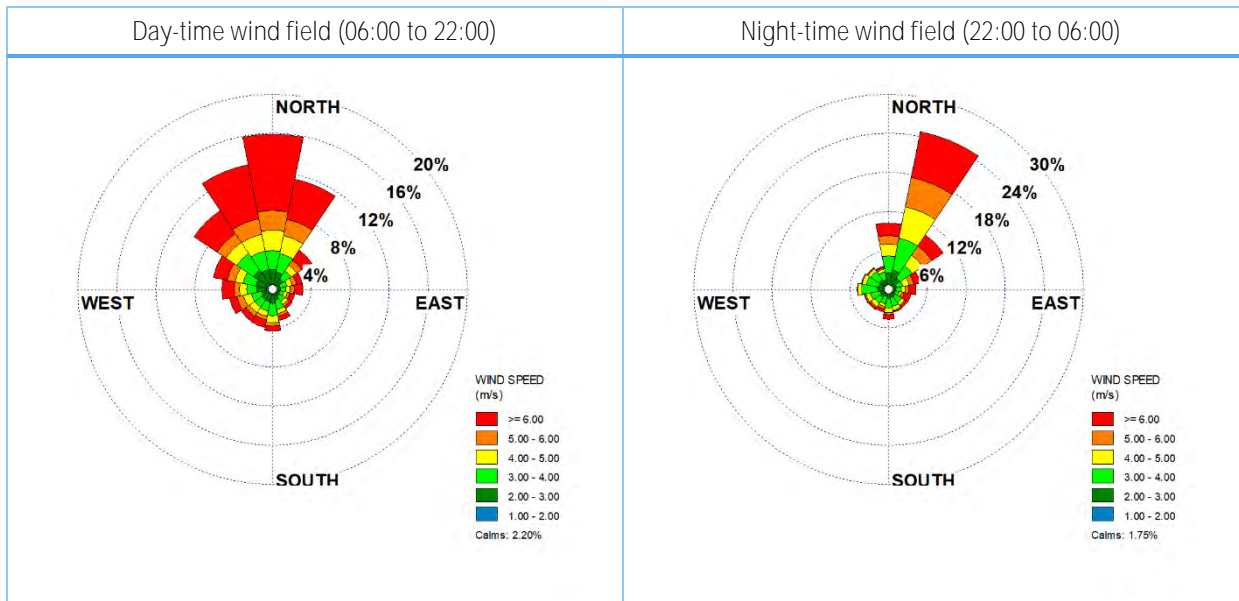 Day-time wind field (06:00 to 22:00)
Night-time wind field (22:00 to 06:00)
NORTH
20%
16%
12%
8%
4%
WEST
EAST
SOUTH
WIND SPEED
(m/s)
>= 6.00
5.00 - 6.00
4.00 - 5.00
3.00 - 4.00
2.00 - 3.00
1.00 - 2.00
Calms: 2.20%
NORTH
30%
24%
18%
12%
6%
WEST
EAST
SOUTH
WIND SPEED
(m/s)
>= 6.00
5.00 - 6.00
4.00 - 5.00
3.00 - 4.00
2.00 - 3.00
1.00 - 2.00
Calms: 1.75%